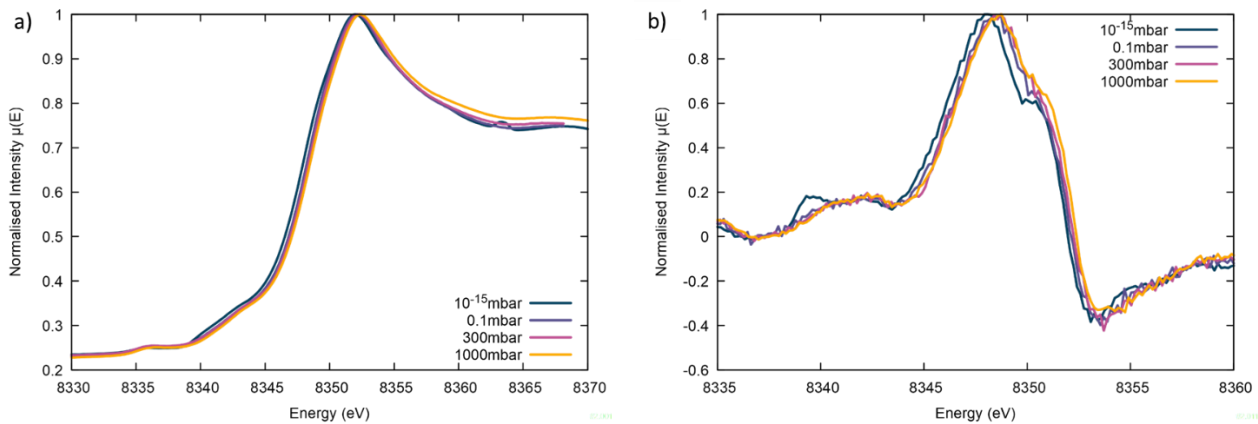 a)
Normalised Intensity μ(E)
1
0.9
0.8
0.7
0.6
0.5
0.4
0.3
0.2
10⁻¹⁵mbar
0.1mbar
300mbar
1000mbar
8330 8335 8340 8345 8350 8355 8360 8365 8370
Energy (eV)
b)
Normalised Intensity μ(E)
1
0.8
0.6
0.4
0.2
0
-0.2
-0.4
-0.6
10⁻¹⁵mbar
0.1mbar
300mbar
1000mbar
8335 8340 8345 8350 8355 8360
Energy (eV)